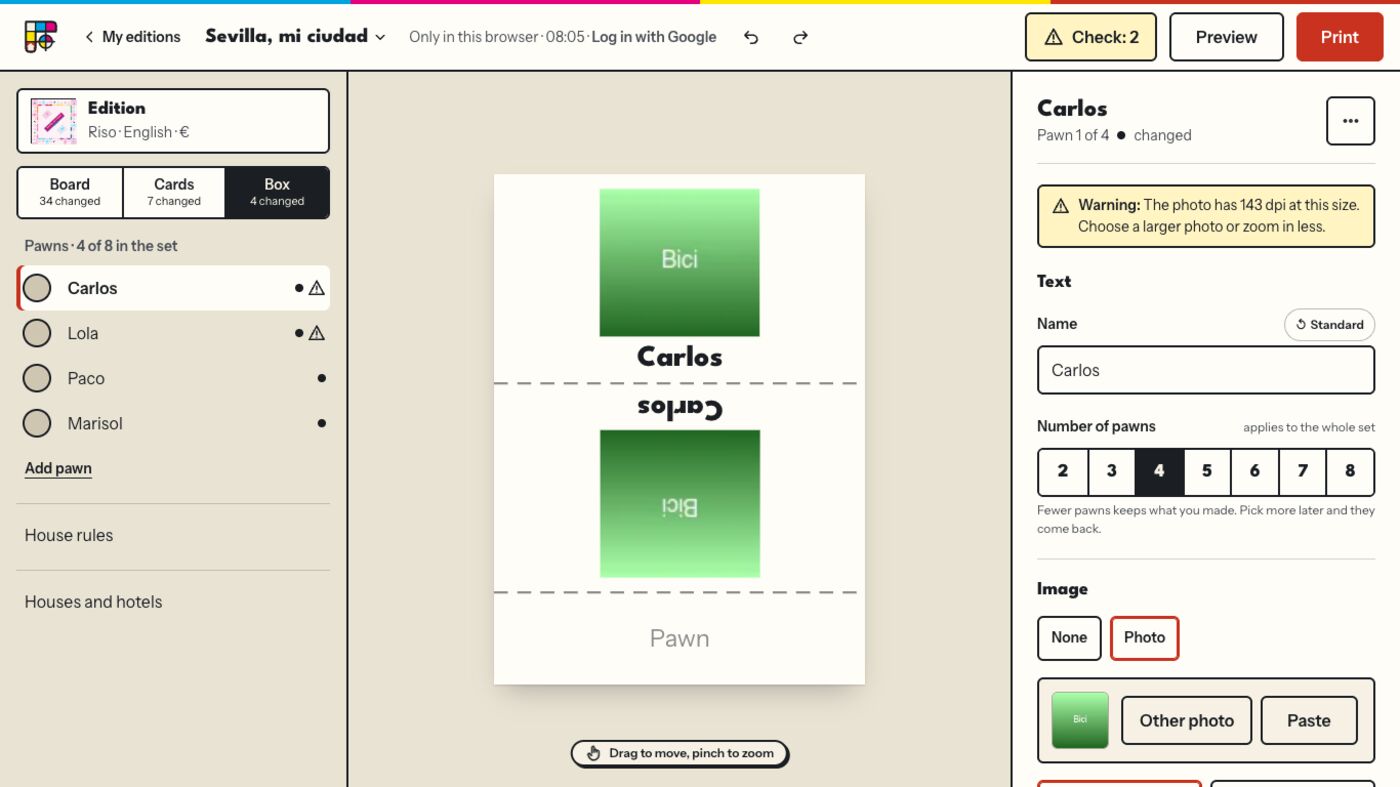 My editions
Sevilla, mi ciudad
Only in this browser · 08:05 · Log in with Google
Check: 2
Preview
Print
Edition
Riso · English · €
Board
34 changed
Cards
7 changed
Box
4 changed
Pawns · 4 of 8 in the set
Carlos
Lola
Paco
Marisol
Add pawn
House rules
Houses and hotels
Bici
Carlos
Carlos
Bici
Pawn
Drag to move, pinch to zoom
Carlos
Pawn 1 of 4 ● changed
Warning: The photo has 143 dpi at this size.
Choose a larger photo or zoom in less.
Text
Name
Standard
Carlos
Number of pawns
applies to the whole set
2 3 4 5 6 7 8
Fewer pawns keeps what you made. Pick more later and they
come back.
Image
None
Photo
Bici
Other photo
Paste